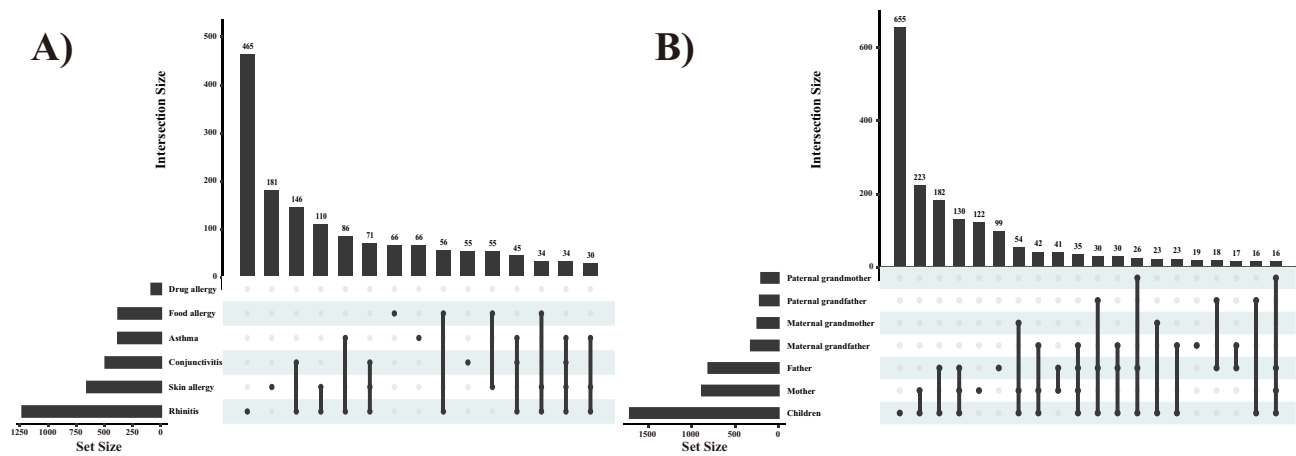 A)
Intersection Size
500
400
300
200
100
0
465 181 146 110 86 71 66 66 56 55 55 45 34 34 30
Drug allergy
Food allergy
Asthma
Conjunctivitis
Skin allergy
Rhinitis
1250 1000 750 500 250 0
Set Size
B)
Intersection Size
600
400
200
0
655 223 182 130 122 99 54 42 41 35 30 30 26 23 23 19 18 17 16 16
Paternal grandmother
Paternal grandfather
Maternal grandmother
Maternal grandfather
Father
Mother
Children
1500 1000 500 0
Set Size